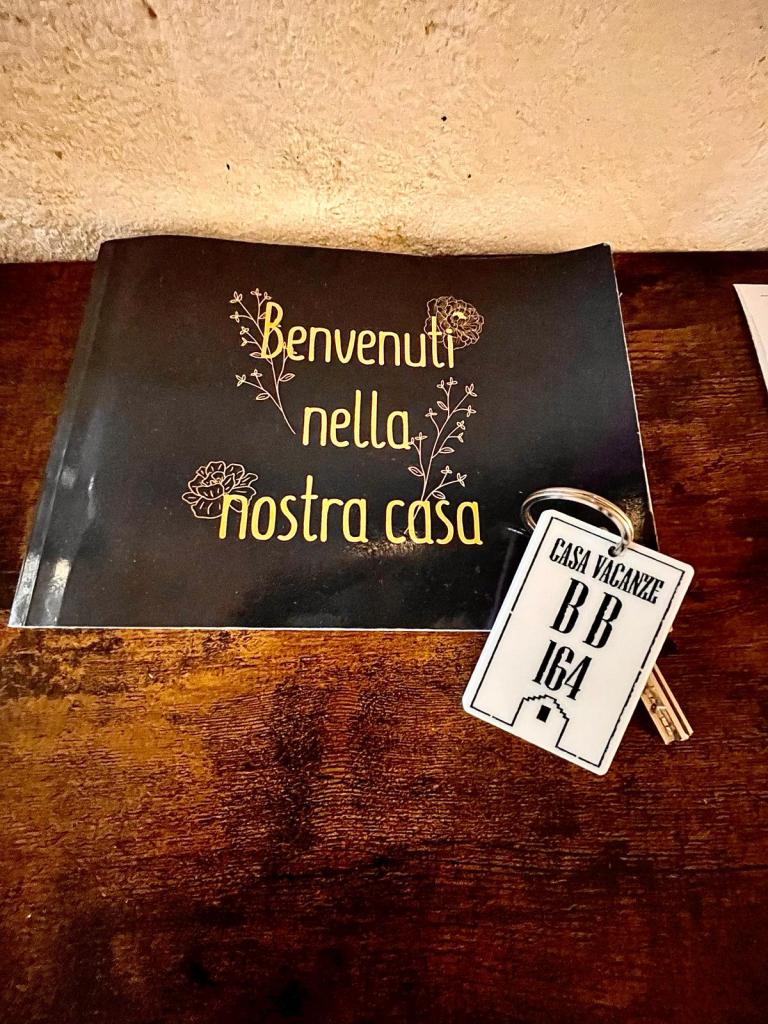 Benvenuti
nella
nostra casa
CASA VACANZE
B B
164